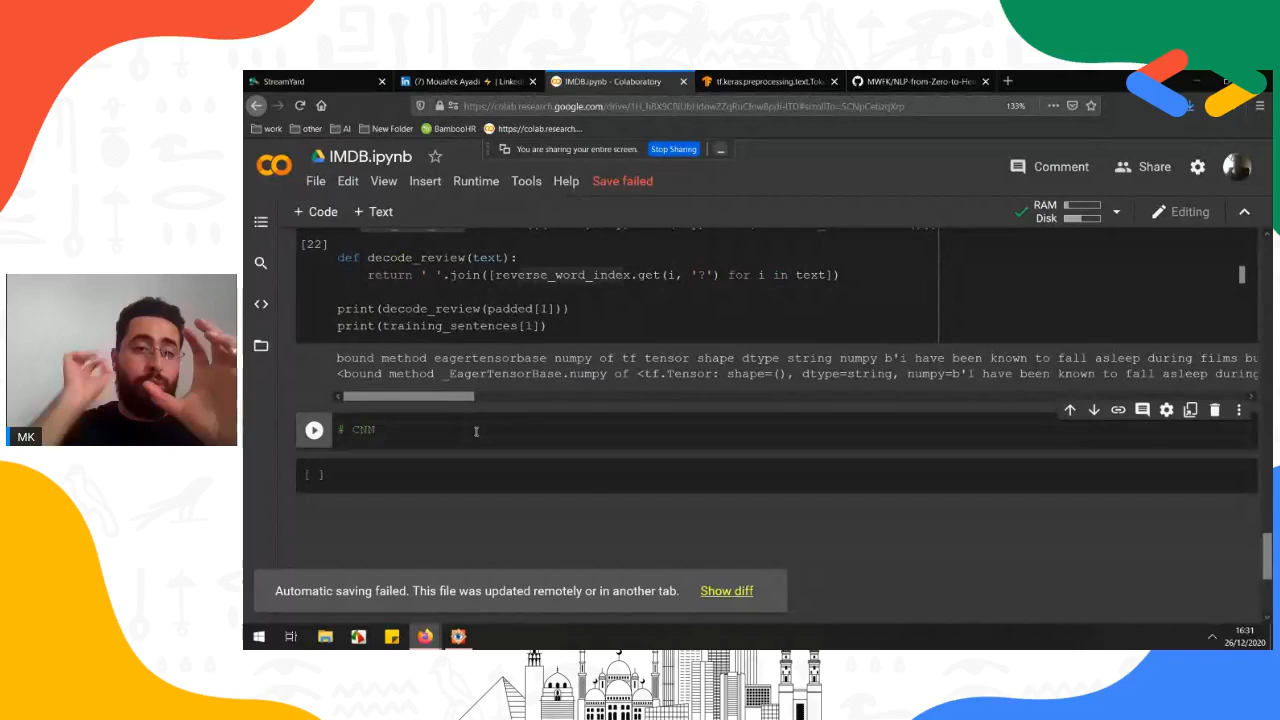 StreamYard
(7) Mouafek Ayadi ⚡ | LinkedI
IMDB.ipynb - Colaboratory
tf.keras.preprocessing.text.Tok
MWFK/NLP-from-Zero-to-He
133%
work
other
AI
New Folder
BambooHR
https://colab.research....
You are sharing your entire screen.
Stop Sharing
IMDB.ipynb
Comment
Share
File
Edit
View
Insert
Runtime
Tools
Help
Save failed
+ Code
+ Text
RAM
Disk
Editing
[22]
def decode_review(text):
return ' '.join([reverse_word_index.get(i, '?') for i in text])
print(decode_review(padded[1]))
print(training_sentences[1])
bound method eagertensorbase numpy of tf tensor shape dtype string numpy b'i have been known to fall asleep during films bu
<bound method _EagerTensorBase.numpy of <tf.Tensor: shape=(), dtype=string, numpy=b'I have been known to fall asleep during
# CNN
[ ]
Automatic saving failed. This file was updated remotely or in another tab.
Show diff
MK
16:31
26/12/2020